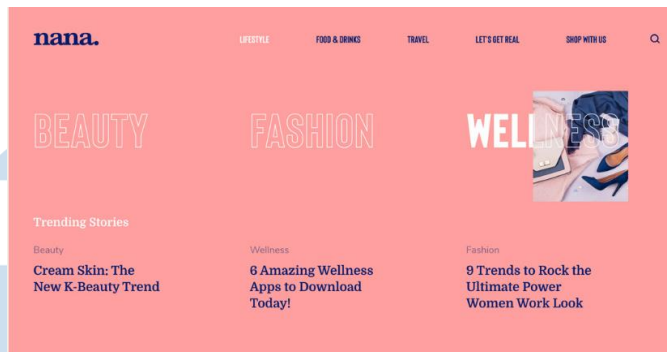 nana.
LIFESTYLE
FOOD & DRINKS
TRAVEL
LET'S GET REAL
SHOP WITH US
BEAUTY
FASHION
WELLNESS
Trending Stories
Beauty
Cream Skin: The
New K-Beauty Trend
Wellness
6 Amazing Wellness
Apps to Download
Today!
Fashion
9 Trends to Rock the
Ultimate Power
Women Work Look